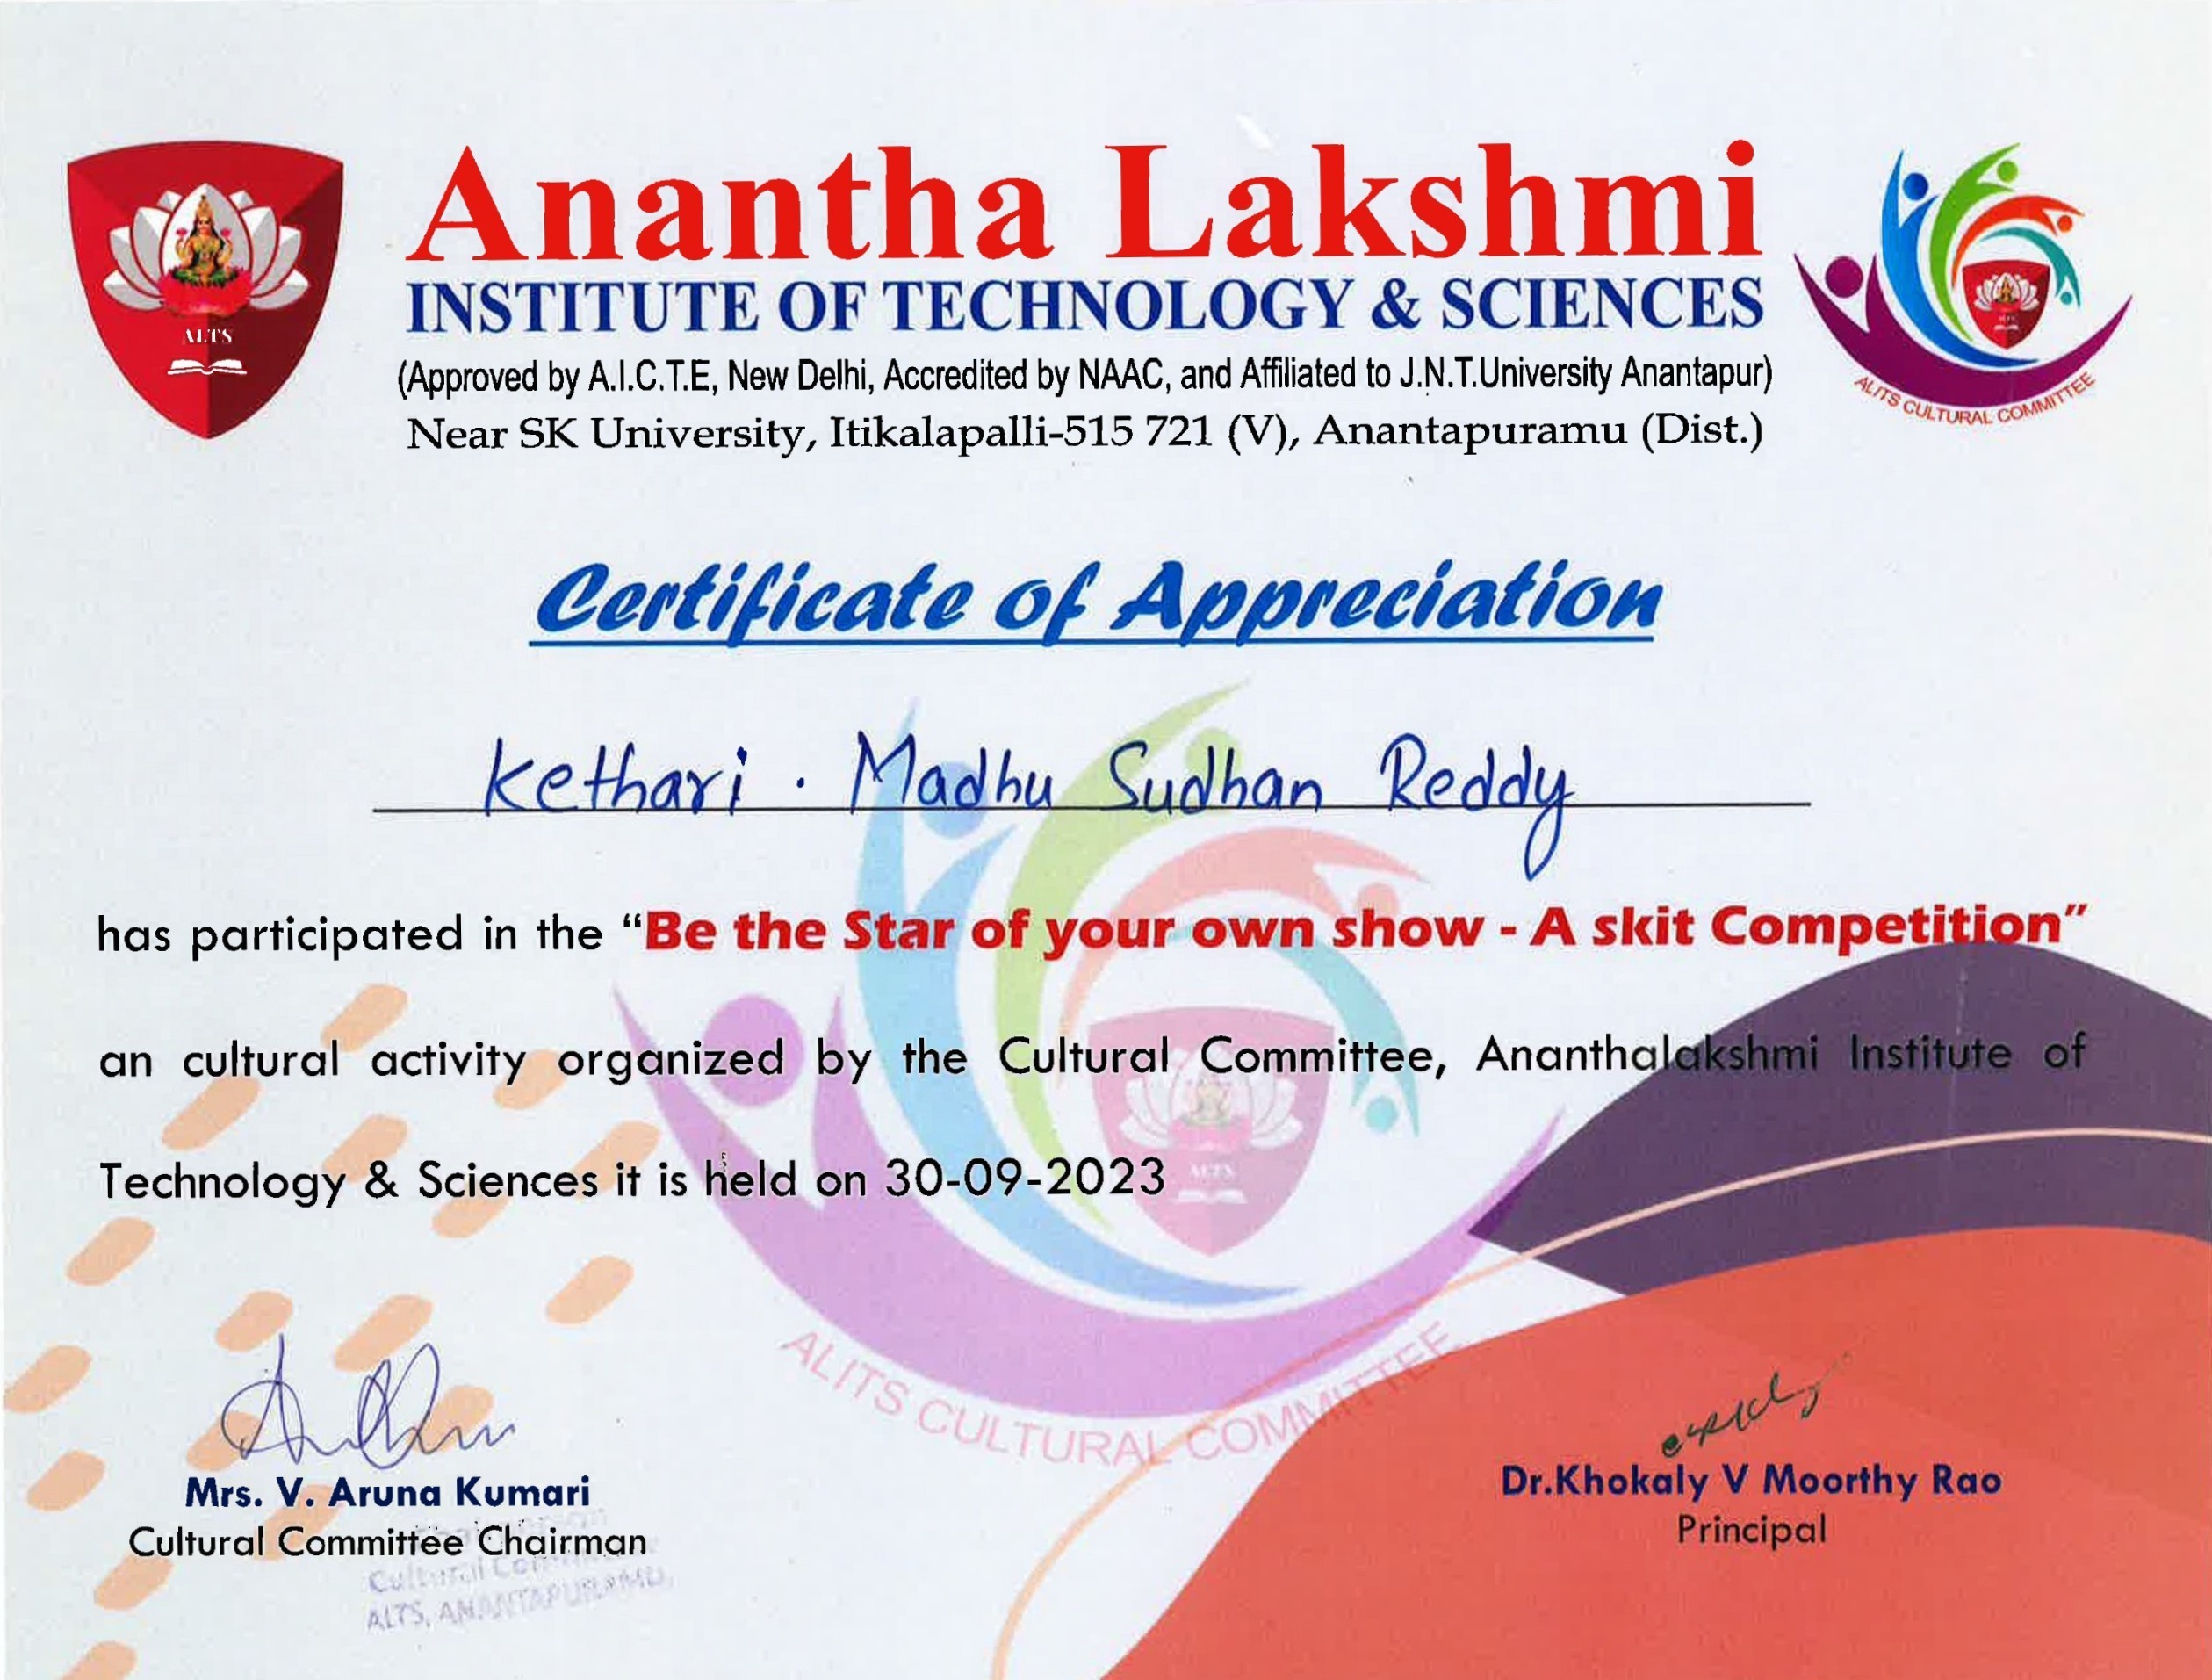 ALTS
Anantha Lakshmi
INSTITUTE OF TECHNOLOGY & SCIENCES
(Approved by A.I.C.T.E, New Delhi, Accredited by NAAC, and Affiliated to J.N.T.University Anantapur)
Near SK University, Itikalapalli-515 721 (V), Anantapuramu (Dist.)
ALITS CULTURAL COMMITTEE
Certificate of Appreciation
Kethari . Madhu Sudhan Reddy
has participated in the “Be the Star of your own show - A skit Competition”
an cultural activity organized by the Cultural Committee, Ananthalakshmi Institute of
Technology & Sciences it is held on 30-09-2023
ALTS
ALITS CULTURAL COMMITTEE
Mrs. V. Aruna Kumari
Cultural Committee Chairman
Cultural
ALTS, ANANTAPURAMU.
Dr.Khokaly V Moorthy Rao
Principal